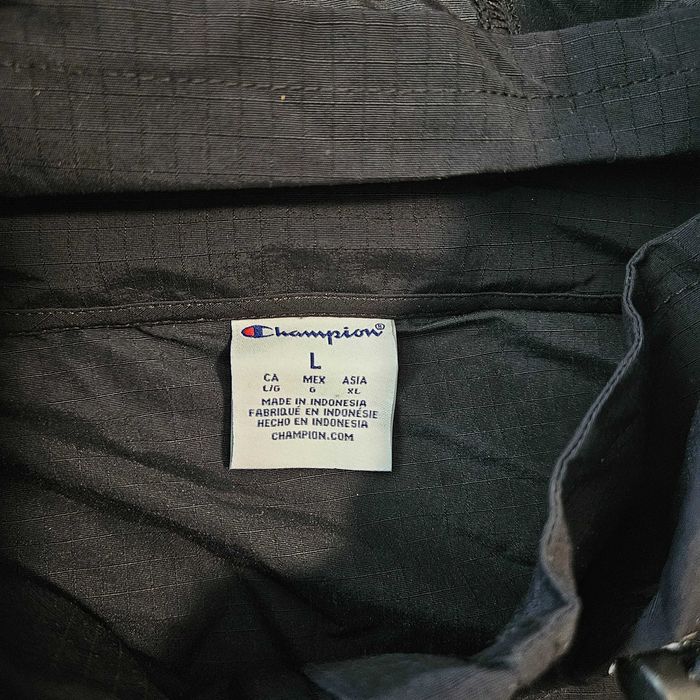 Champion®
L
CA MEX ASIA
L/G G XL
MADE IN INDONESIA
FABRIQUÉ EN INDONÉSIE
HECHO EN INDONESIA
CHAMPION.COM